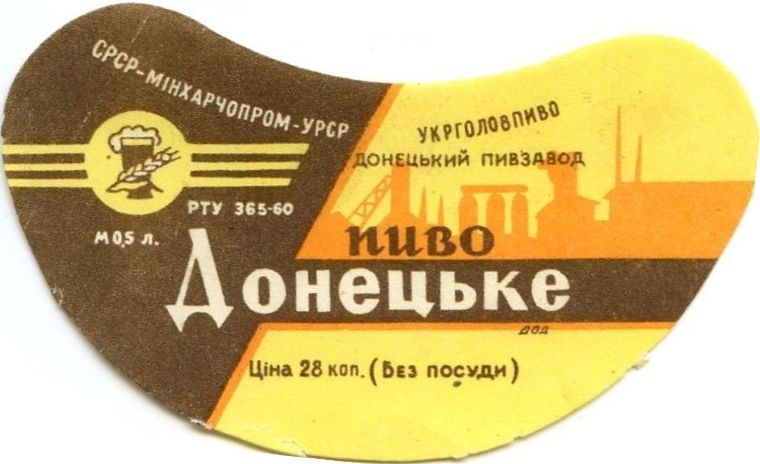 СРСР-МІНХАРЧОПРОМ-УРСР
УКРГОЛОВПИВО
ДОНЕЦЬКИЙ ПИВЗАВОД
РТУ 365-60
М 0,5 л.
пиво
Донецьке
ДОД
Ціна 28 коп. (Без посуди)